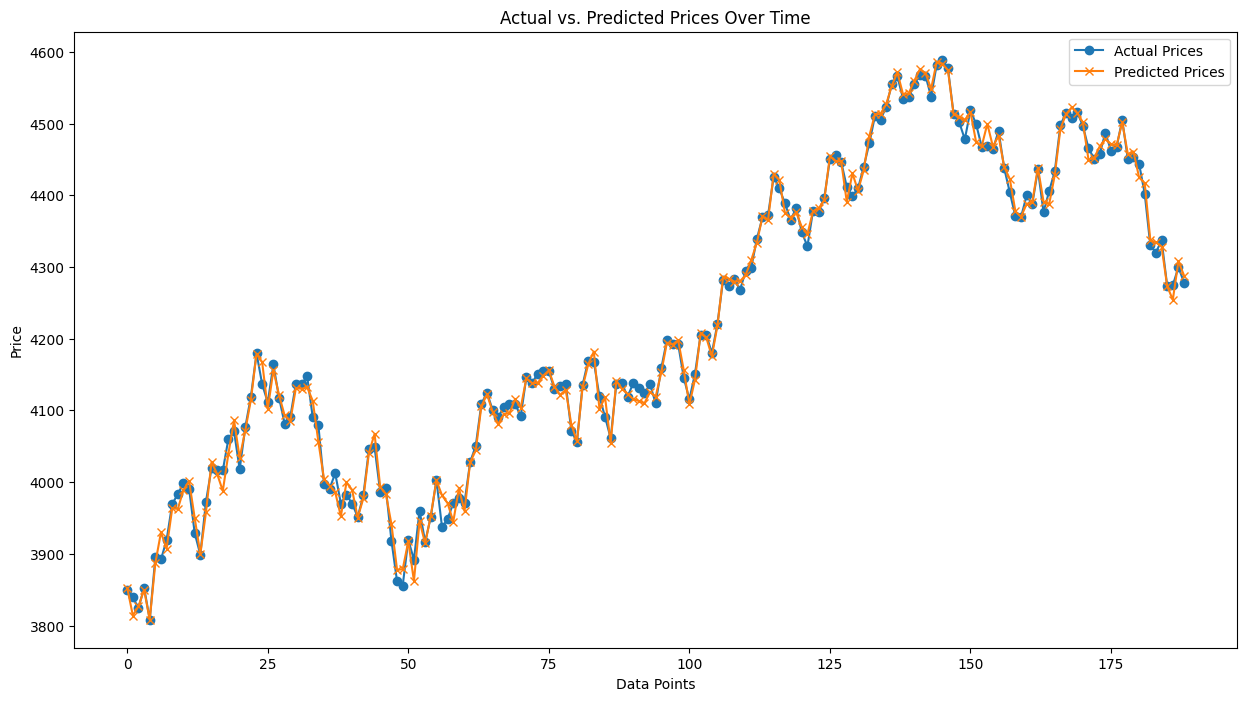 Actual vs. Predicted Prices Over Time
Actual Prices
Predicted Prices
Price
4600
4500
4400
4300
4200
4100
4000
3900
3800
0 25 50 75 100 125 150 175
Data Points